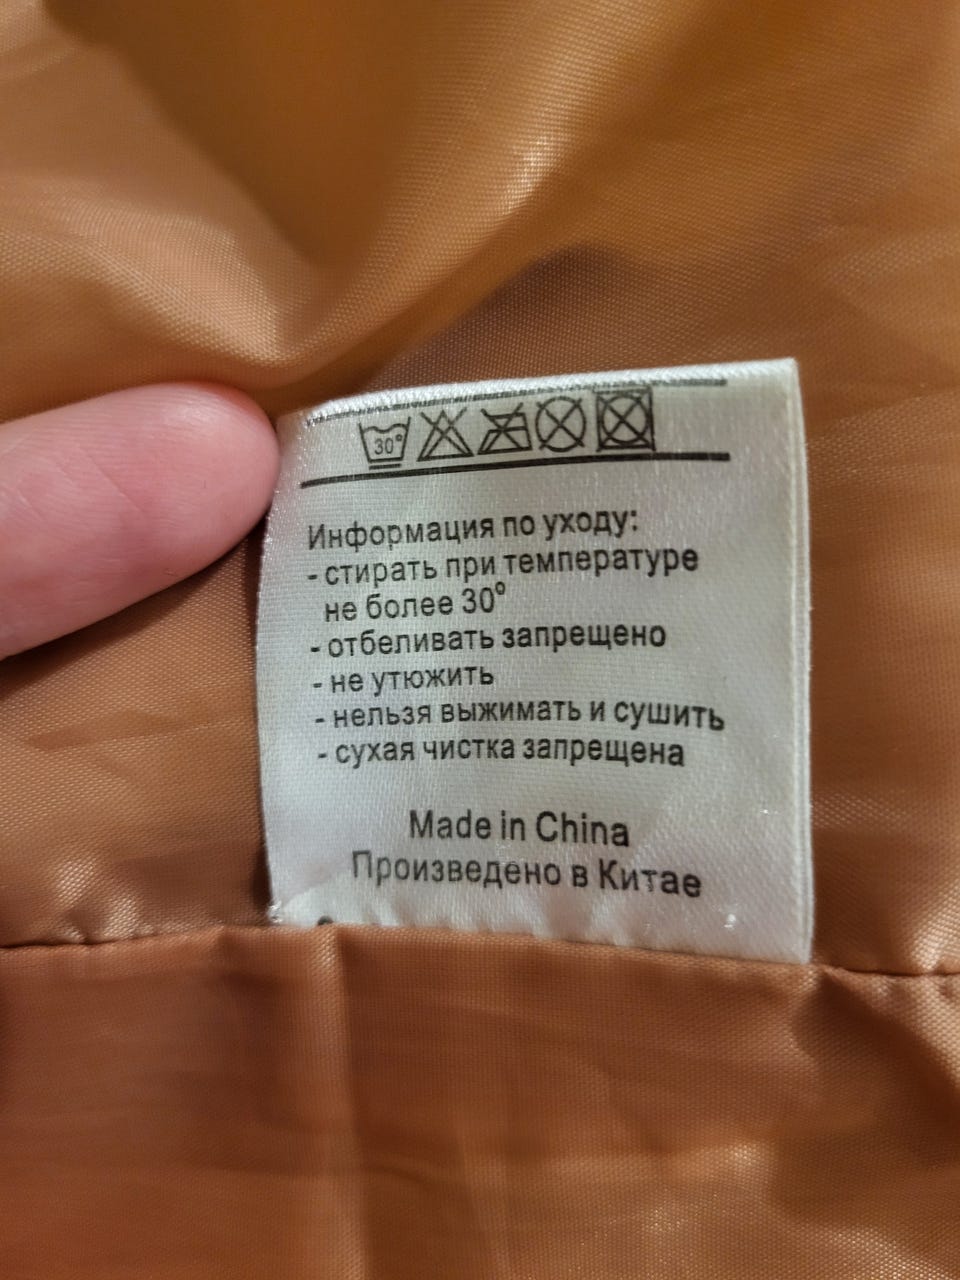 30°
Информация по уходу:
- стирать при температуре
не более 30°
- отбеливать запрещено
- не утюжить
- нельзя выжимать и сушить
- сухая чистка запрещена
Made in China
Произведено в Китае